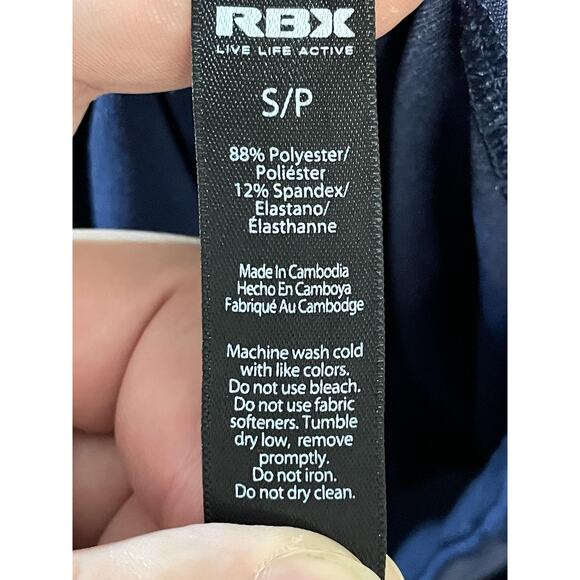 RBX
LIVE LIFE ACTIVE
S/P
88% Polyester/
Poliéster
12% Spandex/
Elastano/
Élasthanne
Made In Cambodia
Hecho En Camboya
Fabriqué Au Cambodge
Machine wash cold
with like colors.
Do not use bleach.
Do not use fabric
softeners. Tumble
dry low, remove
promptly.
Do not iron.
Do not dry clean.